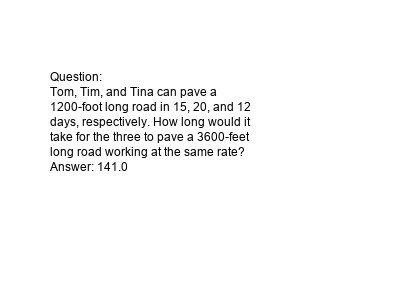 Question:
Tom, Tim, and Tina can pave a
1200-foot long road in 15, 20, and 12
days, respectively. How long would it
take for the three to pave a 3600-feet
long road working at the same rate?
Answer: 141.0